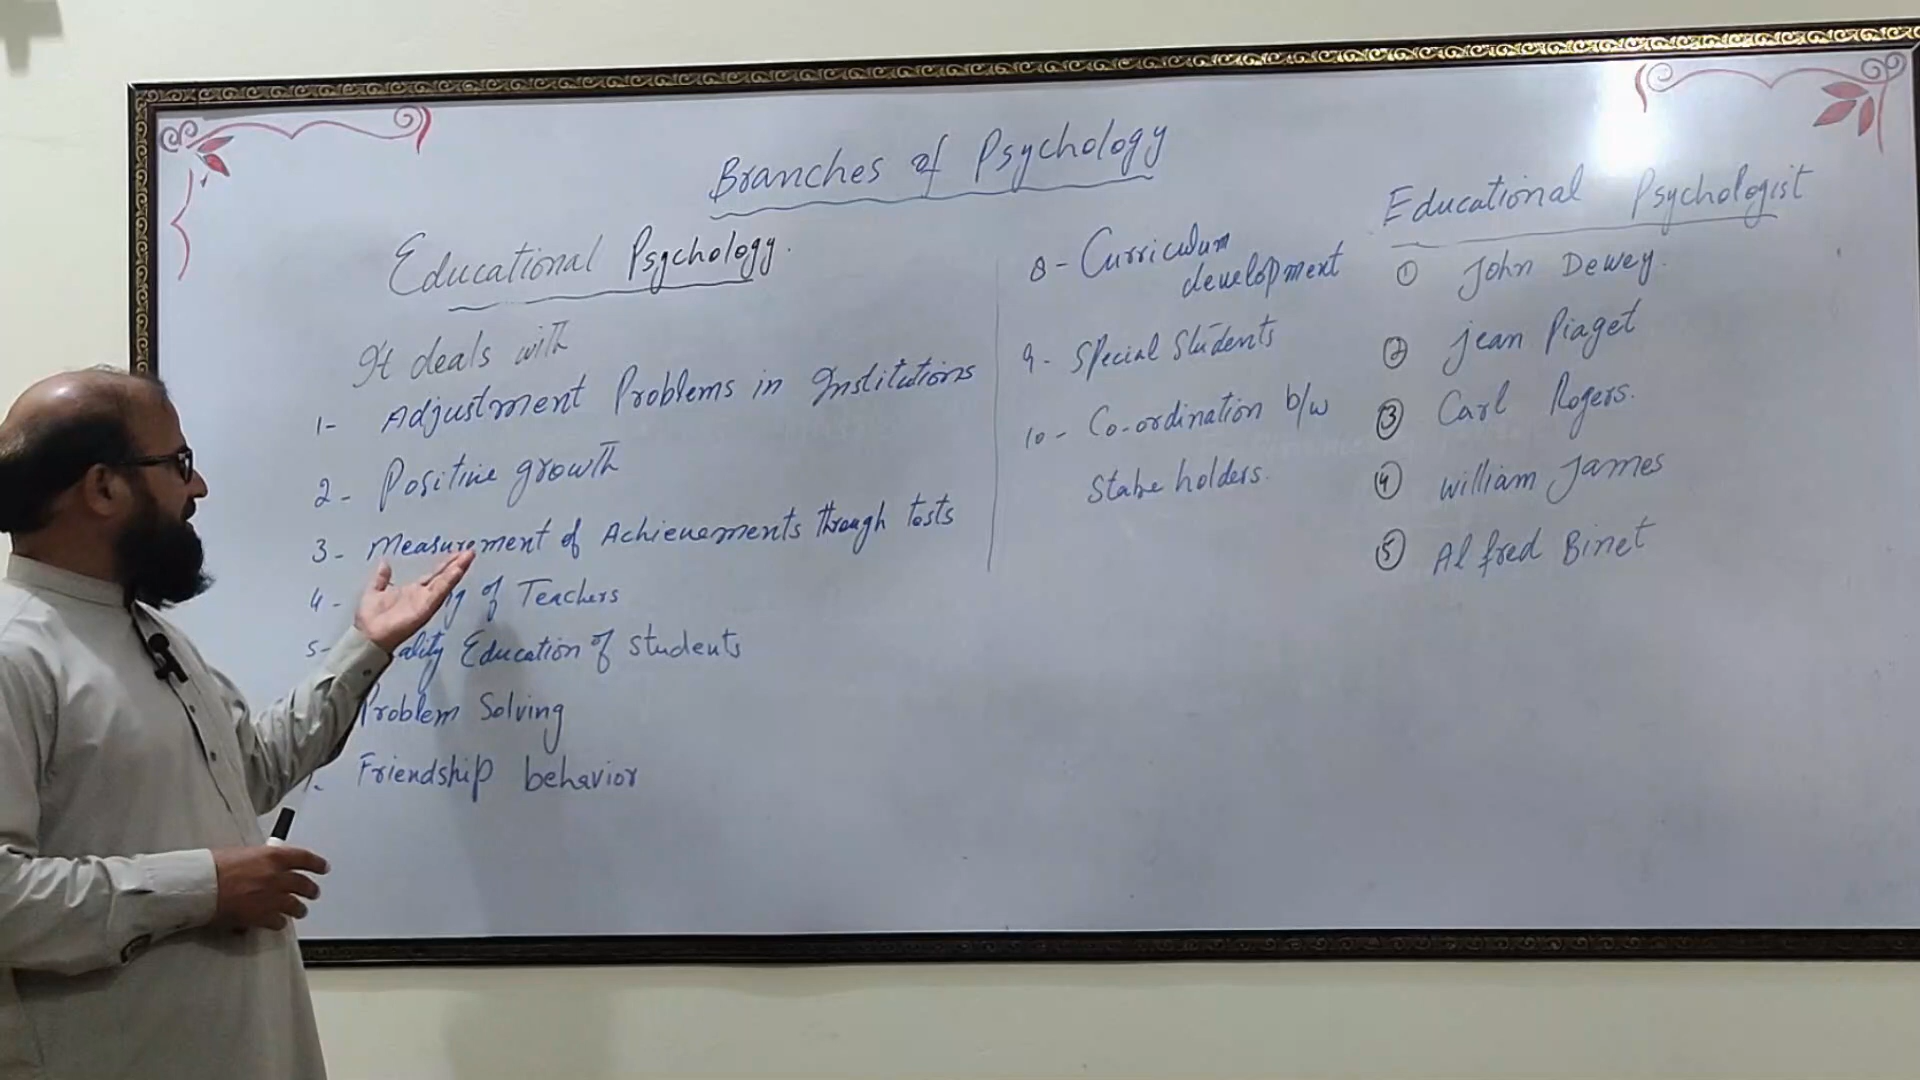 Branches of Psychology
Educational Psychology.
It deals with
1- Adjustment Problems in Institutions
2- Positive growth
3- Measurement of Achievements through tests
4- of Teachers
5- Education of students
Problem Solving
Friendship behavior
8- Curriculum
development
9- Special Students
10- Co-ordination b/w
Stake holders.
Educational Psychologist
① John Dewey.
② Jean Piaget
③ Carl Rogers.
④ William James
⑤ Alfred Binet